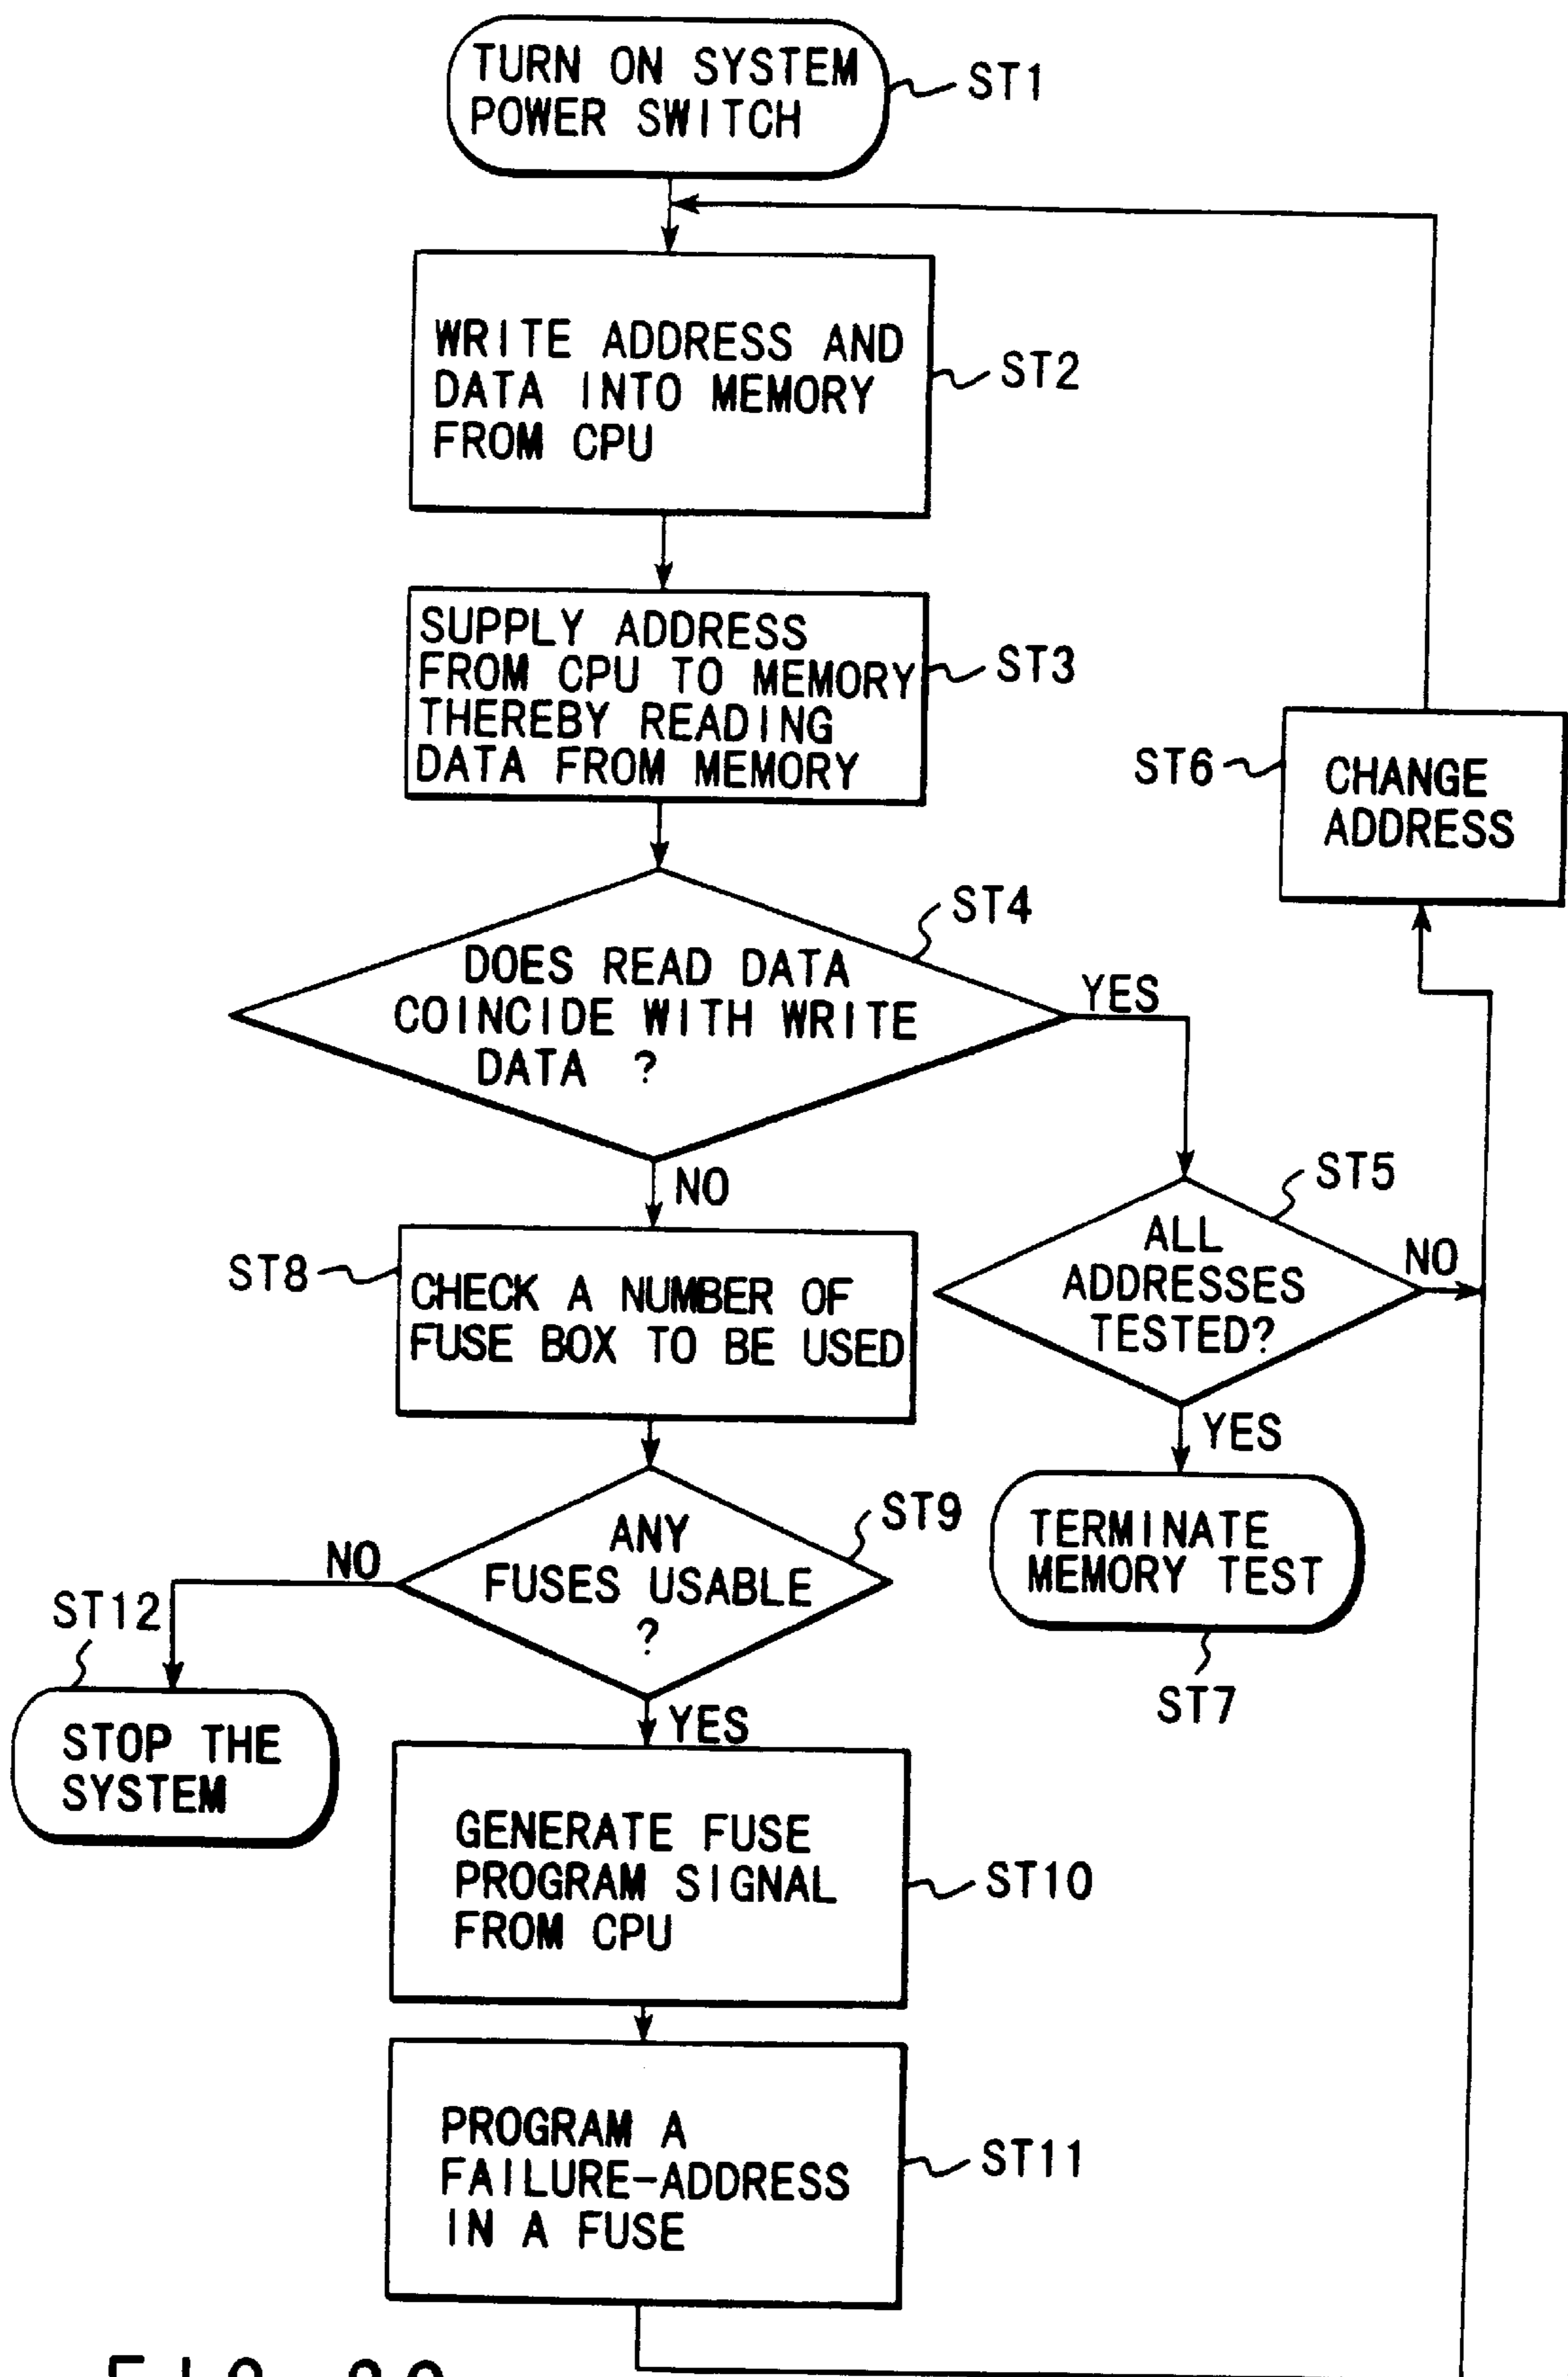 TURN ON SYSTEM
POWER SWITCH
ST1
WRITE ADDRESS AND
DATA INTO MEMORY
FROM CPU
ST2
SUPPLY ADDRESS
FROM CPU TO MEMORY
THEREBY READING
DATA FROM MEMORY
ST3
ST6
CHANGE
ADDRESS
ST4
DOES READ DATA
COINCIDE WITH WRITE
DATA ?
YES
NO
ST5
ALL
ADDRESSES
TESTED?
NO
YES
ST8
CHECK A NUMBER OF
FUSE BOX TO BE USED
ST9
ANY
FUSES USABLE
?
NO
YES
TERMINATE
MEMORY TEST
ST7
ST12
STOP THE
SYSTEM
GENERATE FUSE
PROGRAM SIGNAL
FROM CPU
ST10
PROGRAM A
FAILURE-ADDRESS
IN A FUSE
ST11